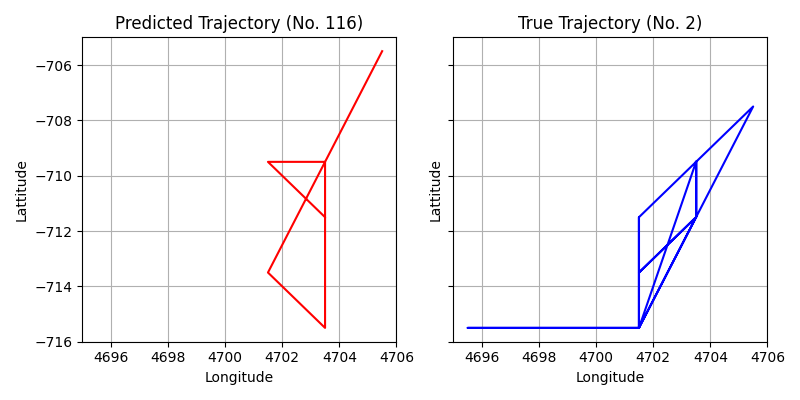 Predicted Trajectory (No. 116)
True Trajectory (No. 2)
Lattitude
−706
−708
−710
−712
−714
−716
4696 4698 4700 4702 4704 4706
Longitude
Lattitude
4696 4698 4700 4702 4704 4706
Longitude